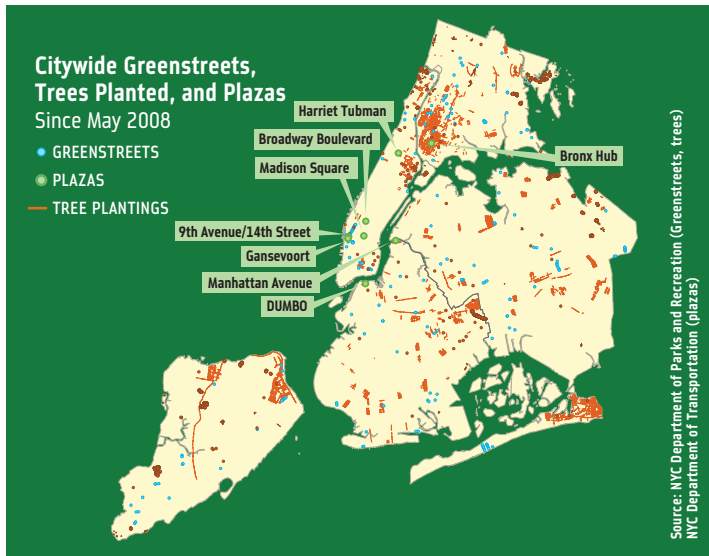 Citywide Greenstreets,
Trees Planted, and Plazas
Since May 2008
GREENSTREETS
PLAZAS
TREE PLANTINGS
Harriet Tubman
Broadway Boulevard
Madison Square
Bronx Hub
9th Avenue/14th Street
Gansevoort
Manhattan Avenue
DUMBO
Source: NYC Department of Parks and Recreation (Greenstreets, trees)
NYC Department of Transportation (plazas)